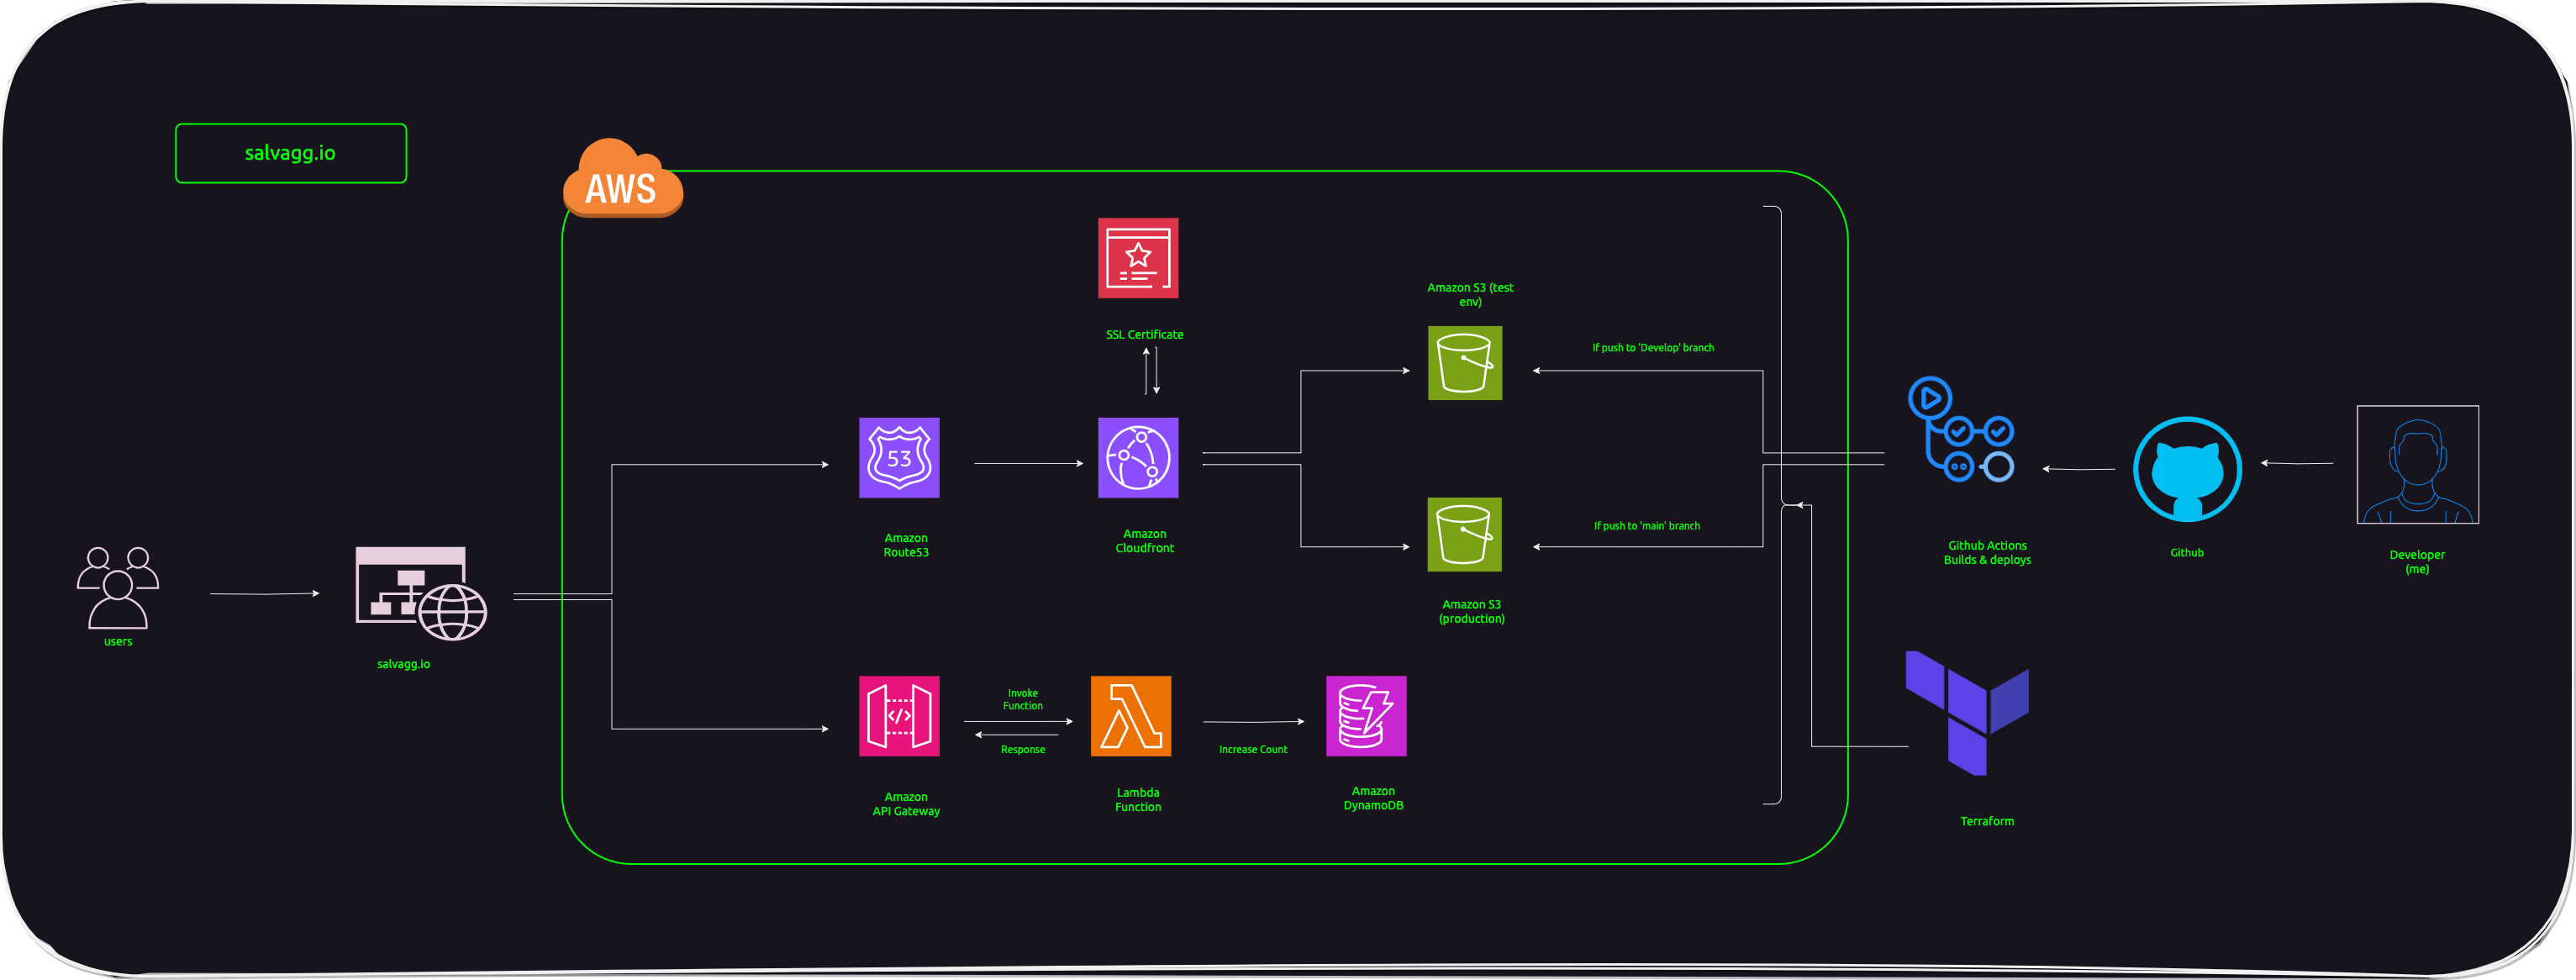 salvagg.io
AWS
SSL Certificate
Amazon S3 (test
env)
If push to 'Develop' branch
53
Amazon
Route53
Amazon
Cloudfront
If push to 'main' branch
Amazon S3
(production)
Github Actions
Builds & deploys
Github
Developer
(me)
users
salvagg.io
Invoke
Function
Response
</>
Increase Count
Amazon
API Gateway
Lambda
Function
Amazon
DynamoDB
Terraform